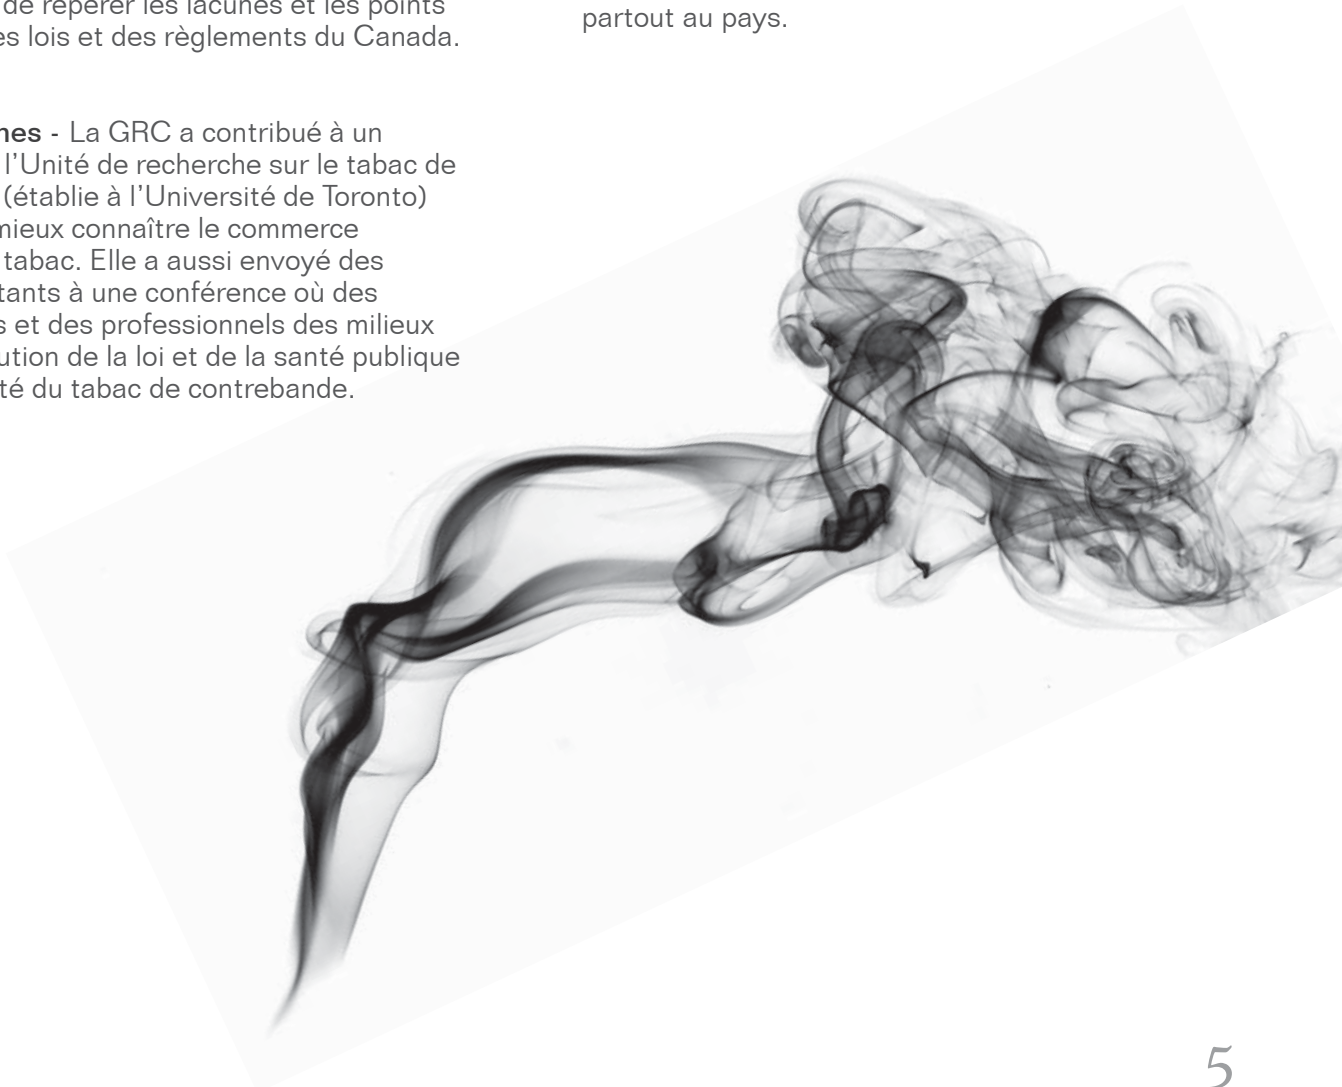 de repérer les lacunes et les points
es lois et des règlements du Canada.
nes - La GRC a contribué à un
l’Unité de recherche sur le tabac de
(établie à l’Université de Toronto)
mieux connaître le commerce
tabac. Elle a aussi envoyé des
tants à une conférence où des
s et des professionnels des milieux
ution de la loi et de la santé publique
té du tabac de contrebande.
partout au pays.
5